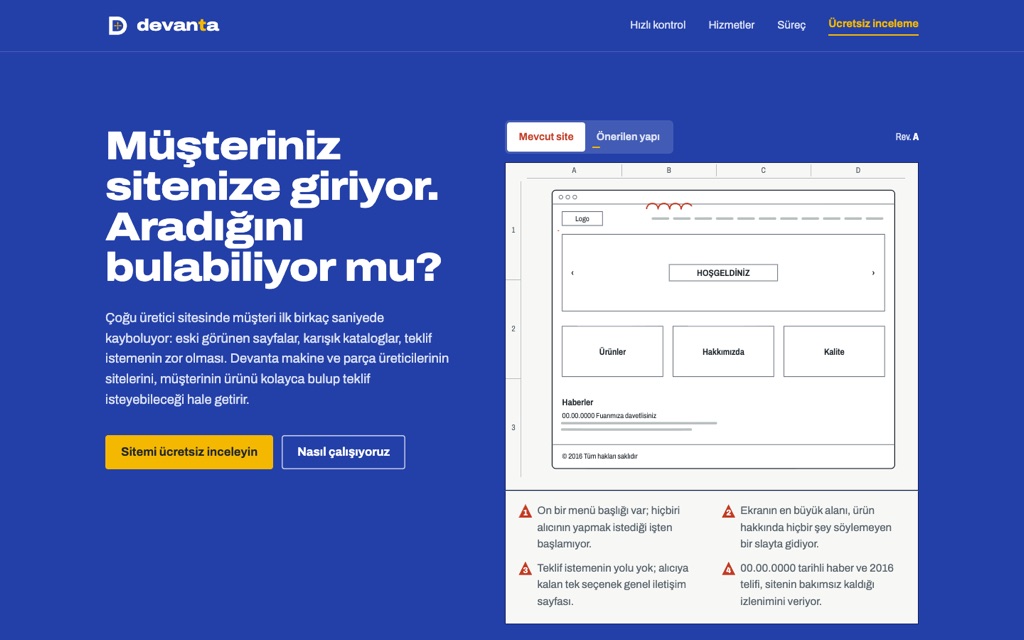 devanta
Hızlı kontrol
Hizmetler
Süreç
Ücretsiz inceleme
Müşteriniz
sitenize giriyor.
Aradığını
bulabiliyor mu?
Çoğu üretici sitesinde müşteri ilk birkaç saniyede
kayboluyor: eski görünen sayfalar, karışık kataloglar, teklif
istemenin zor olması. Devanta makine ve parça üreticilerinin
sitelerini, müşterinin ürünü kolayca bulup teklif
isteyebileceği hale getirir.
Sitemi ücretsiz inceleyin
Nasıl çalışıyoruz
Mevcut site
Önerilen yapı
Rev. A
A
B
C
D
1
2
3
Logo
‹
HOŞGELDİNİZ
›
Ürünler
Hakkımızda
Kalite
Haberler
00.00.0000 Fuarımıza davetlisiniz
© 2016 Tüm hakları saklıdır
1
On bir menü başlığı var; hiçbiri
alıcının yapmak istediği işten
başlamıyor.
2
Ekranın en büyük alanı, ürün
hakkında hiçbir şey söylemeyen
bir slayta gidiyor.
3
Teklif istemenin yolu yok; alıcıya
kalan tek seçenek genel iletişim
sayfası.
4
00.00.0000 tarihli haber ve 2016
telifi, sitenin bakımsız kaldığı
izlenimini veriyor.